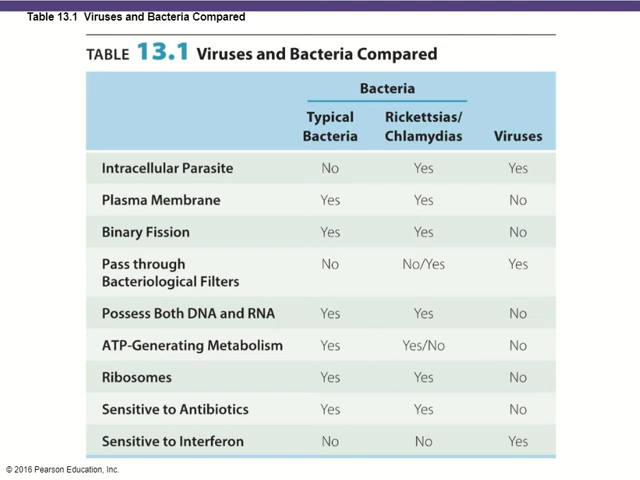 Table 13.1 Viruses and Bacteria Compared
TABLE 13.1 Viruses and Bacteria Compared
Bacteria
Typical Bacteria Rickettsias/ Chlamydias Viruses
Intracellular Parasite No Yes Yes
Plasma Membrane Yes Yes No
Binary Fission Yes Yes No
Pass through Bacteriological Filters No No/Yes Yes
Possess Both DNA and RNA Yes Yes No
ATP-Generating Metabolism Yes Yes/No No
Ribosomes Yes Yes No
Sensitive to Antibiotics Yes Yes No
Sensitive to Interferon No No Yes
© 2016 Pearson Education, Inc.